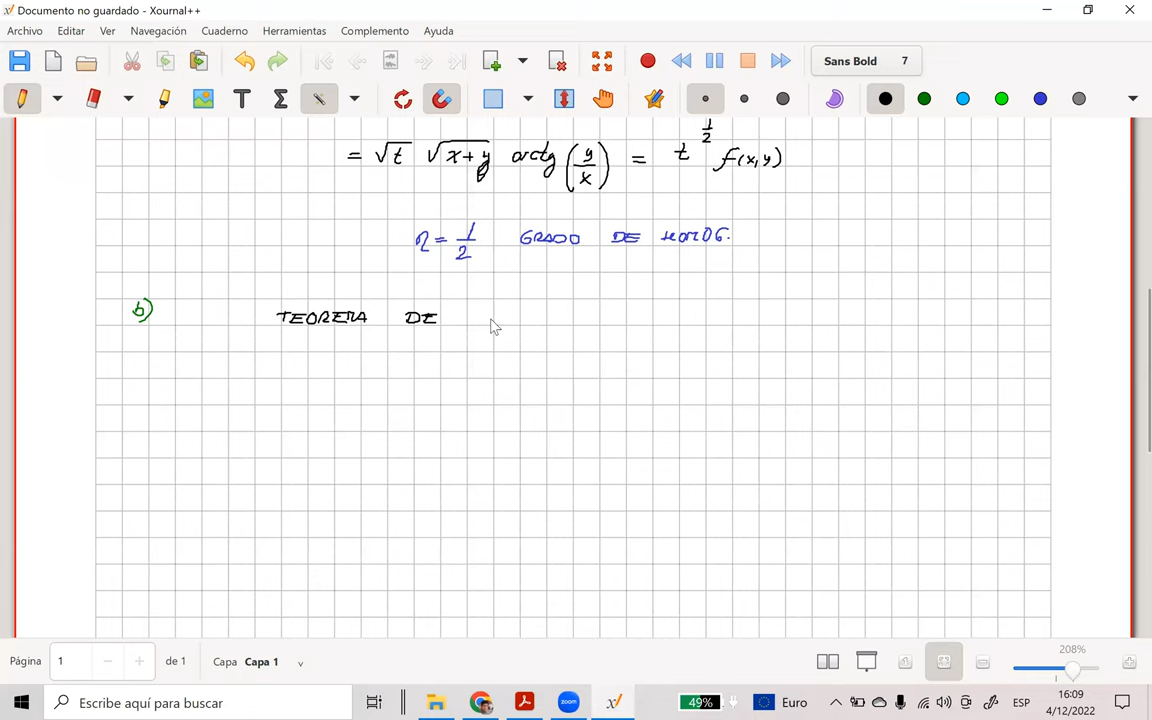 Documento no guardado - Xournal++
Archivo Editar Ver Navegación Cuaderno Herramientas Complemento Ayuda
Sans Bold 7
= √t √x+y arctg (y/x) = t^1/2 f(x,y)
n = 1/2 GRADO DE HOMOG.
b) TEOREMA DE
Página 1 de 1 Capa Capa 1 208%
Escribe aquí para buscar 49% Euro ESP 16:09
4/12/2022